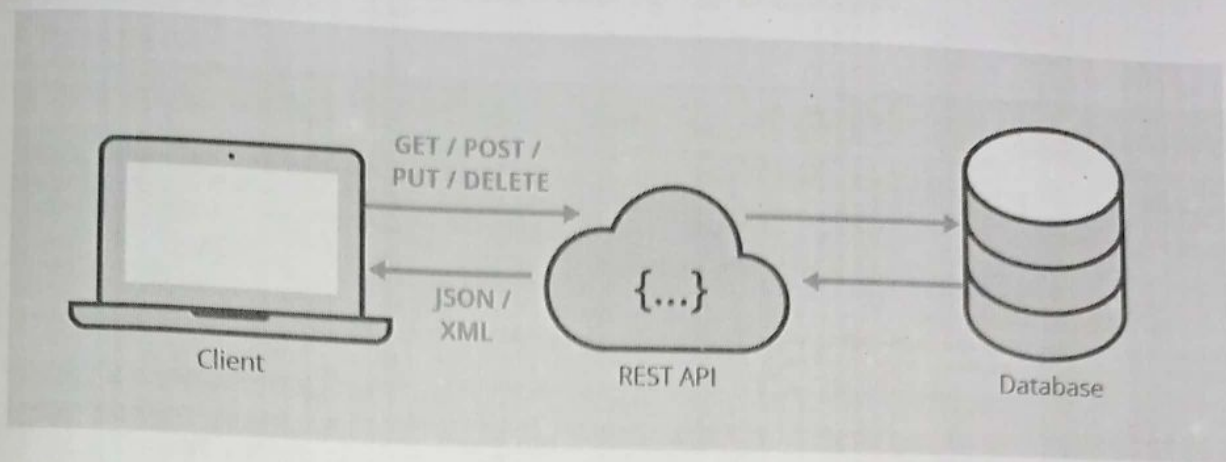 GET / POST /
PUT / DELETE
JSON /
XML
{...}
Client
REST API
Database